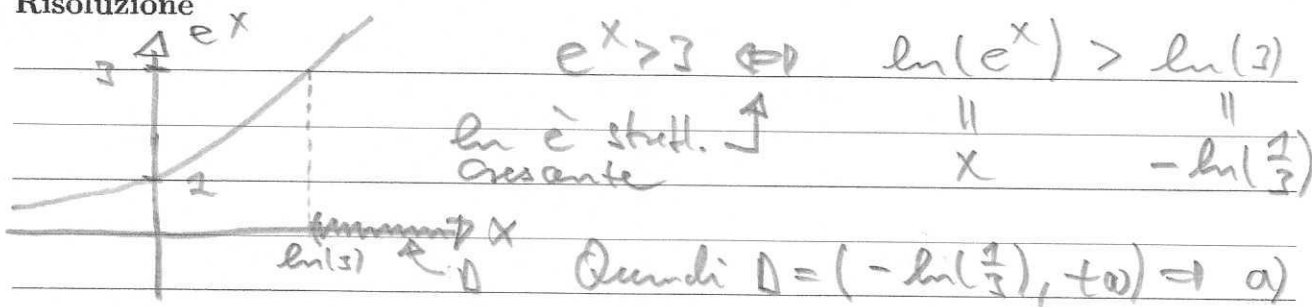 Risoluzione
e^x
3
e^x > 3 ⇔ ln(e^x) > ln(3)
ln è strett. ↑ || ||
crescente x -ln(1/3)
1
x
ln(3) D
Quindi D = (-ln(1/3), +∞) ⇒ a)